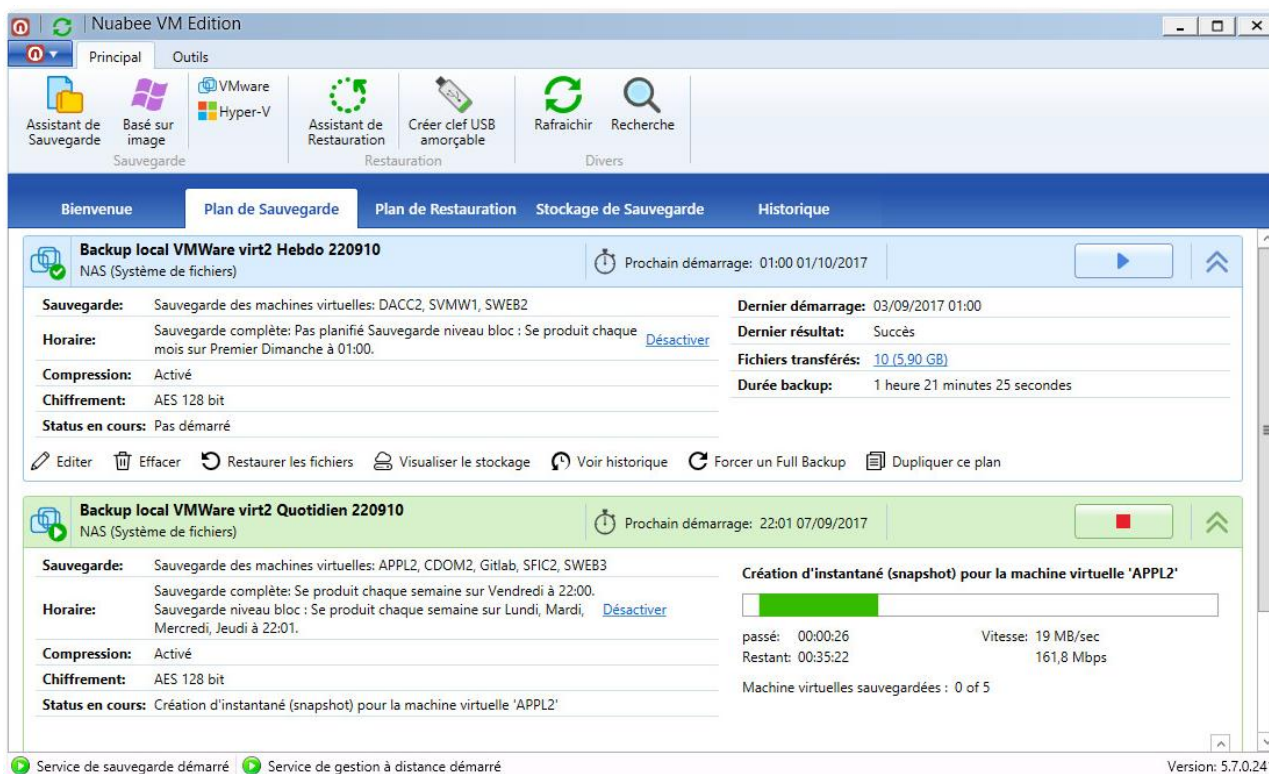 Nuabee VM Edition
Principal Outils
Assistant de Sauvegarde
Basé sur image
VMware
Hyper-V
Sauvegarde
Assistant de Restauration
Créer clef USB amorçable
Restauration
Rafraichir
Recherche
Divers
Bienvenue Plan de Sauvegarde Plan de Restauration Stockage de Sauvegarde Historique
Backup local VMWare virt2 Hebdo 220910
NAS (Système de fichiers)
Prochain démarrage: 01:00 01/10/2017
Sauvegarde: Sauvegarde des machines virtuelles: DACC2, SVMW1, SWEB2
Horaire: Sauvegarde complète: Pas planifié Sauvegarde niveau bloc : Se produit chaque
mois sur Premier Dimanche à 01:00.
Désactiver
Compression: Activé
Chiffrement: AES 128 bit
Status en cours: Pas démarré
Dernier démarrage: 03/09/2017 01:00
Dernier résultat: Succès
Fichiers transférés: 10 (5,90 GB)
Durée backup: 1 heure 21 minutes 25 secondes
Editer Effacer Restaurer les fichiers Visualiser le stockage Voir historique Forcer un Full Backup Dupliquer ce plan
Backup local VMWare virt2 Quotidien 220910
NAS (Système de fichiers)
Prochain démarrage: 22:01 07/09/2017
Sauvegarde: Sauvegarde des machines virtuelles: APPL2, CDOM2, Gitlab, SFIC2, SWEB3
Horaire: Sauvegarde complète: Se produit chaque semaine sur Vendredi à 22:00.
Sauvegarde niveau bloc : Se produit chaque semaine sur Lundi, Mardi,
Mercredi, Jeudi à 22:01.
Désactiver
Compression: Activé
Chiffrement: AES 128 bit
Status en cours: Création d'instantané (snapshot) pour la machine virtuelle 'APPL2'
Création d'instantané (snapshot) pour la machine virtuelle 'APPL2'
passé: 00:00:26 Vitesse: 19 MB/sec
Restant: 00:35:22 161,8 Mbps
Machine virtuelles sauvegardées : 0 of 5
Service de sauvegarde démarré Service de gestion à distance démarré Version: 5.7.0.24